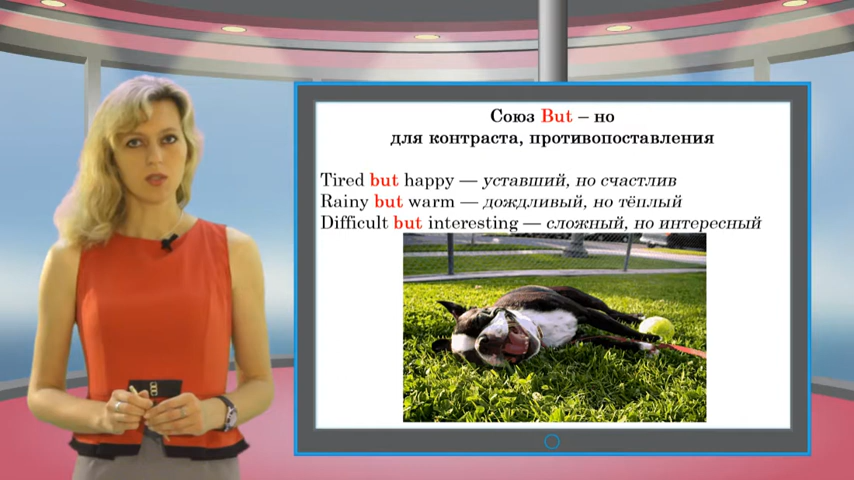 Союз But – но
для контраста, противопоставления
Tired but happy — уставший, но счастлив
Rainy but warm — дождливый, но тёплый
Difficult but interesting — сложный, но интересный